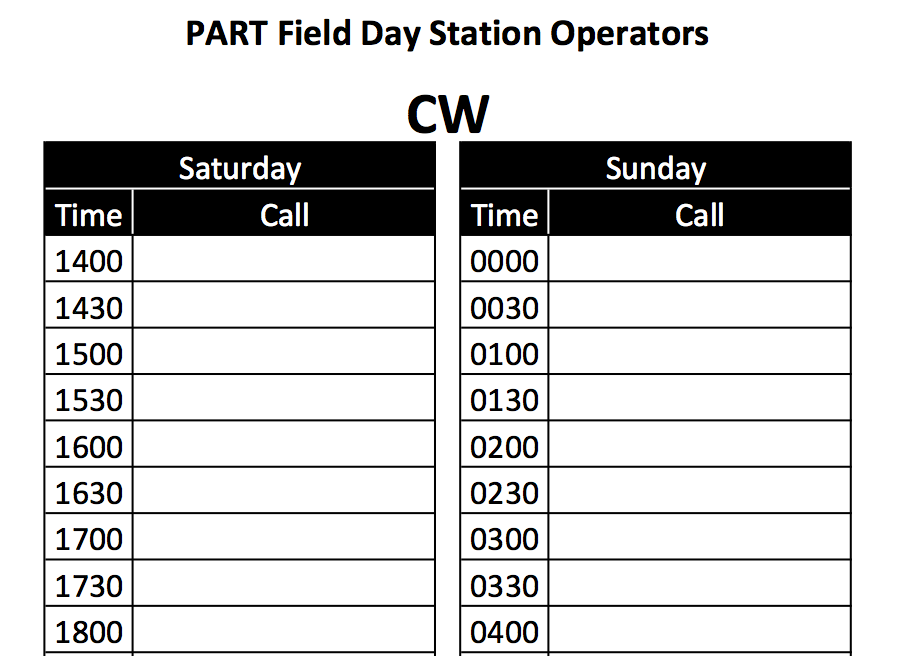 PART Field Day Station Operators
CW
Saturday Sunday
Time Call Time Call
1400 0000
1430 0030
1500 0100
1530 0130
1600 0200
1630 0230
1700 0300
1730 0330
1800 0400